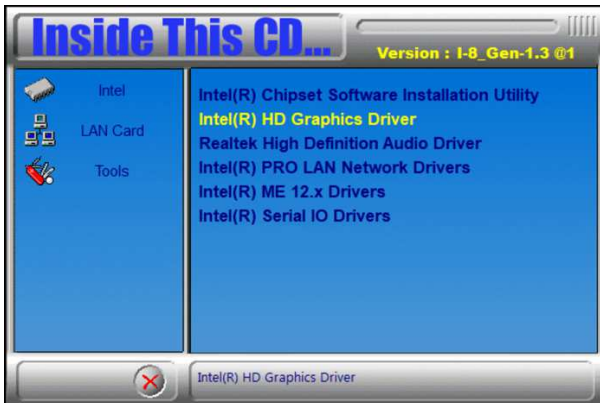 Inside This CD...
Version : I-8_Gen-1.3 @1
Intel
LAN Card
Tools
Intel(R) Chipset Software Installation Utility
Intel(R) HD Graphics Driver
Realtek High Definition Audio Driver
Intel(R) PRO LAN Network Drivers
Intel(R) ME 12.x Drivers
Intel(R) Serial IO Drivers
Intel(R) HD Graphics Driver